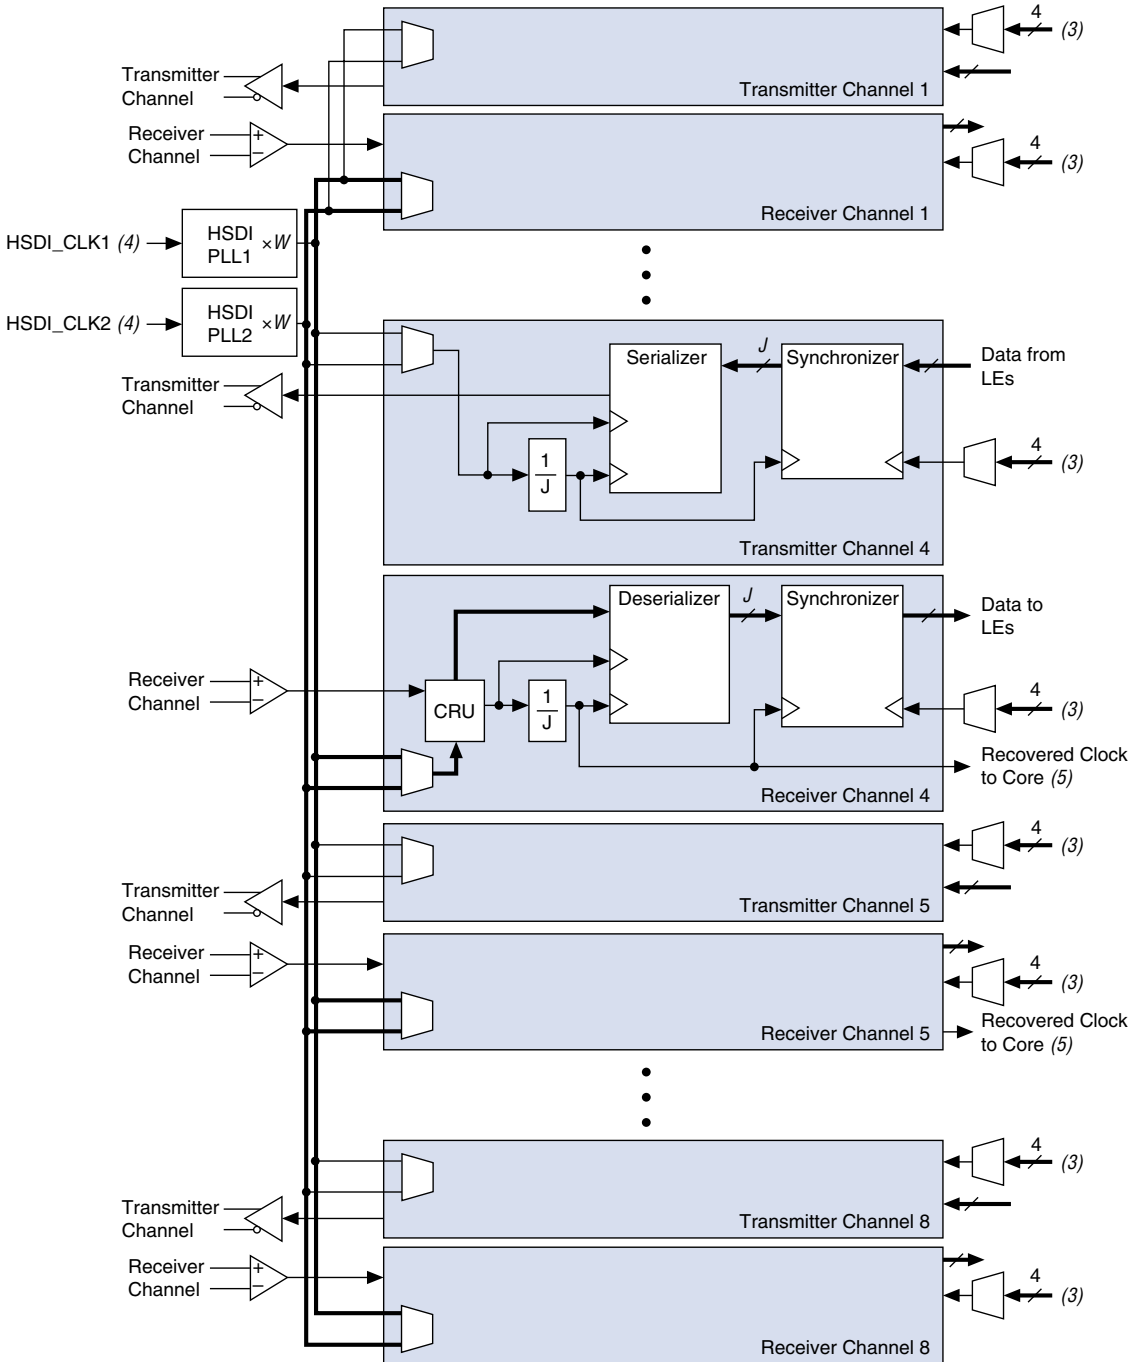 4
(3)
Transmitter
Channel
Transmitter Channel 1
Receiver
Channel
+
–
4
(3)
Receiver Channel 1
HSDI_CLK1 (4)
HSDI
PLL1
×W
HSDI_CLK2 (4)
HSDI
PLL2
×W
Transmitter
Channel
Serializer
J
Synchronizer
Data from
LEs
1
J
4
(3)
Transmitter Channel 4
Deserializer
J
Synchronizer
Data to
LEs
Receiver
Channel
+
–
CRU
1
J
4
(3)
Recovered Clock
to Core (5)
Receiver Channel 4
4
(3)
Transmitter
Channel
Transmitter Channel 5
Receiver
Channel
+
–
4
(3)
Receiver Channel 5
Recovered Clock
to Core (5)
4
(3)
Transmitter
Channel
Transmitter Channel 8
Receiver
Channel
+
–
4
(3)
Receiver Channel 8